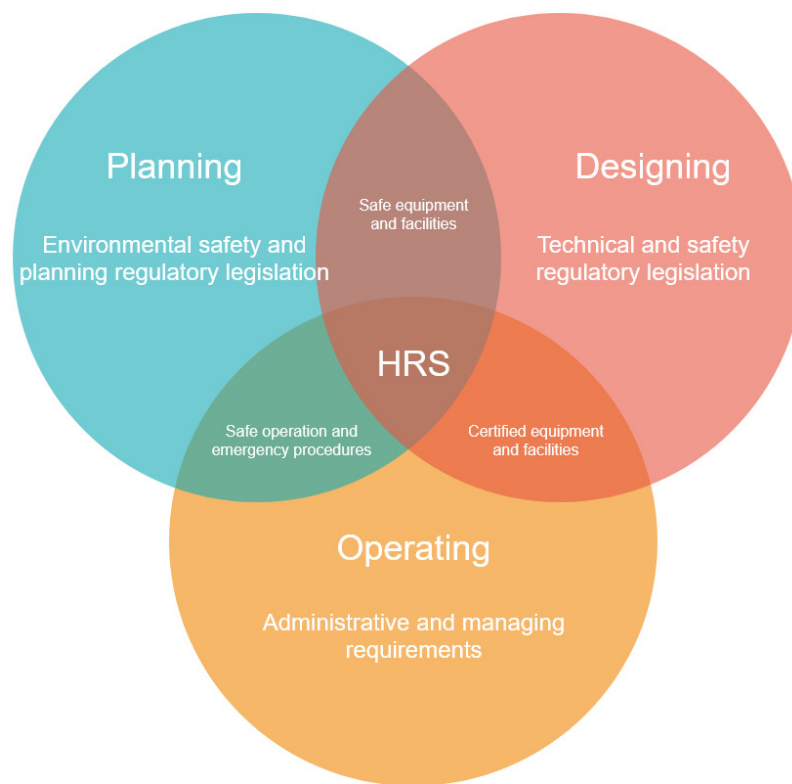 Planning
Designing
Safe equipment
and facilities
Environmental safety and
planning regulatory legislation
Technical and safety
regulatory legislation
HRS
Safe operation and
emergency procedures
Certified equipment
and facilities
Operating
Administrative and managing
requirements